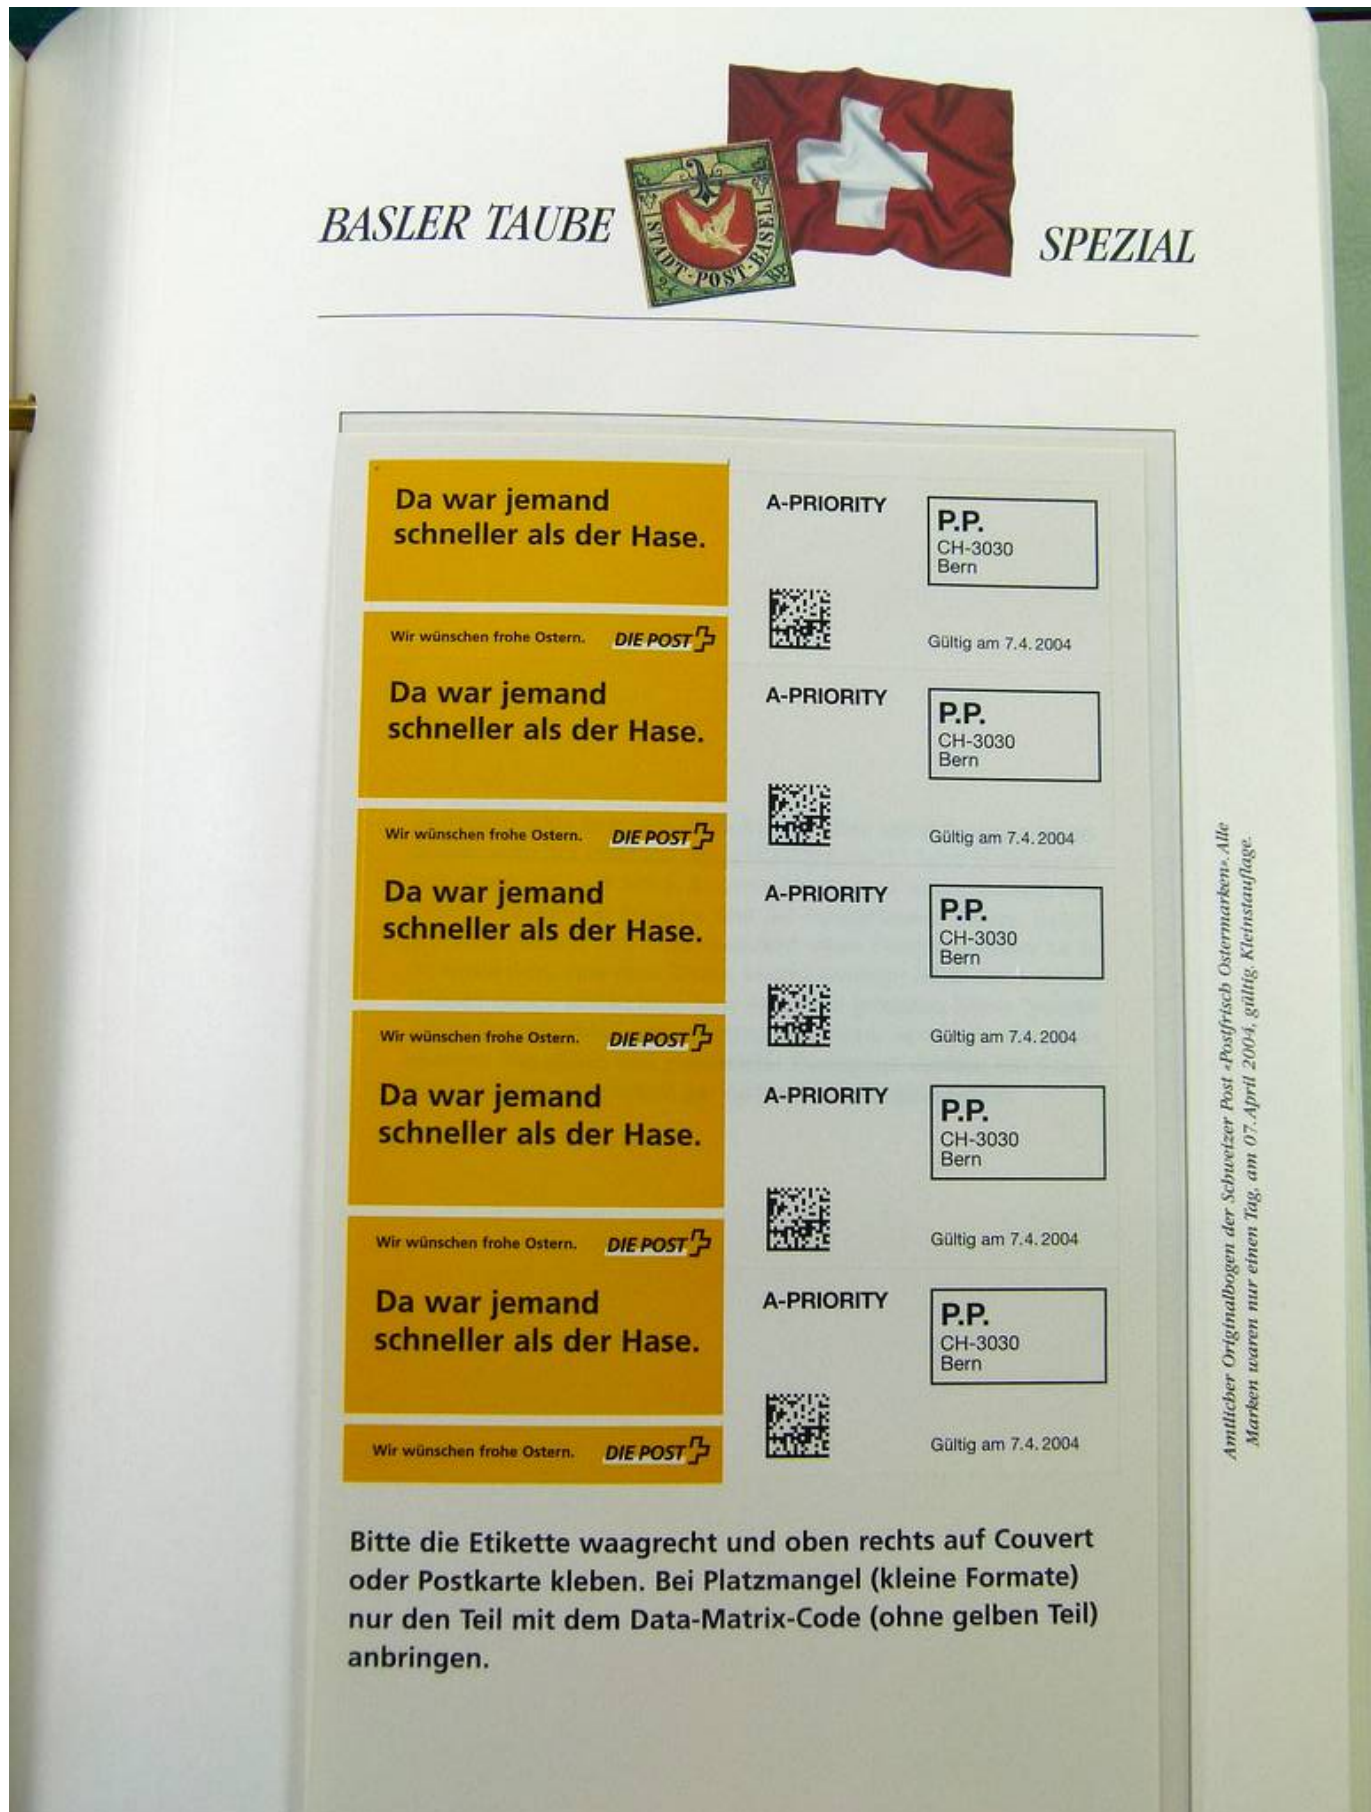 BASLER TAUBE
STADT-POST-BASEL
SPEZIAL
Da war jemand
schneller als der Hase.
A-PRIORITY
P.P.
CH-3030
Bern
Wir wünschen frohe Ostern.
DIE POST
Gültig am 7.4.2004
Da war jemand
schneller als der Hase.
A-PRIORITY
P.P.
CH-3030
Bern
Wir wünschen frohe Ostern.
DIE POST
Gültig am 7.4.2004
Da war jemand
schneller als der Hase.
A-PRIORITY
P.P.
CH-3030
Bern
Wir wünschen frohe Ostern.
DIE POST
Gültig am 7.4.2004
Da war jemand
schneller als der Hase.
A-PRIORITY
P.P.
CH-3030
Bern
Wir wünschen frohe Ostern.
DIE POST
Gültig am 7.4.2004
Da war jemand
schneller als der Hase.
A-PRIORITY
P.P.
CH-3030
Bern
Wir wünschen frohe Ostern.
DIE POST
Gültig am 7.4.2004
Bitte die Etikette waagrecht und oben rechts auf Couvert
oder Postkarte kleben. Bei Platzmangel (kleine Formate)
nur den Teil mit dem Data-Matrix-Code (ohne gelben Teil)
anbringen.
Amtlicher Originalbogen der Schweizer Post «Postfrisch Ostermarken». Alle
Marken waren nur einen Tag, am 07. April 2004, gültig. Kleinstauflage.